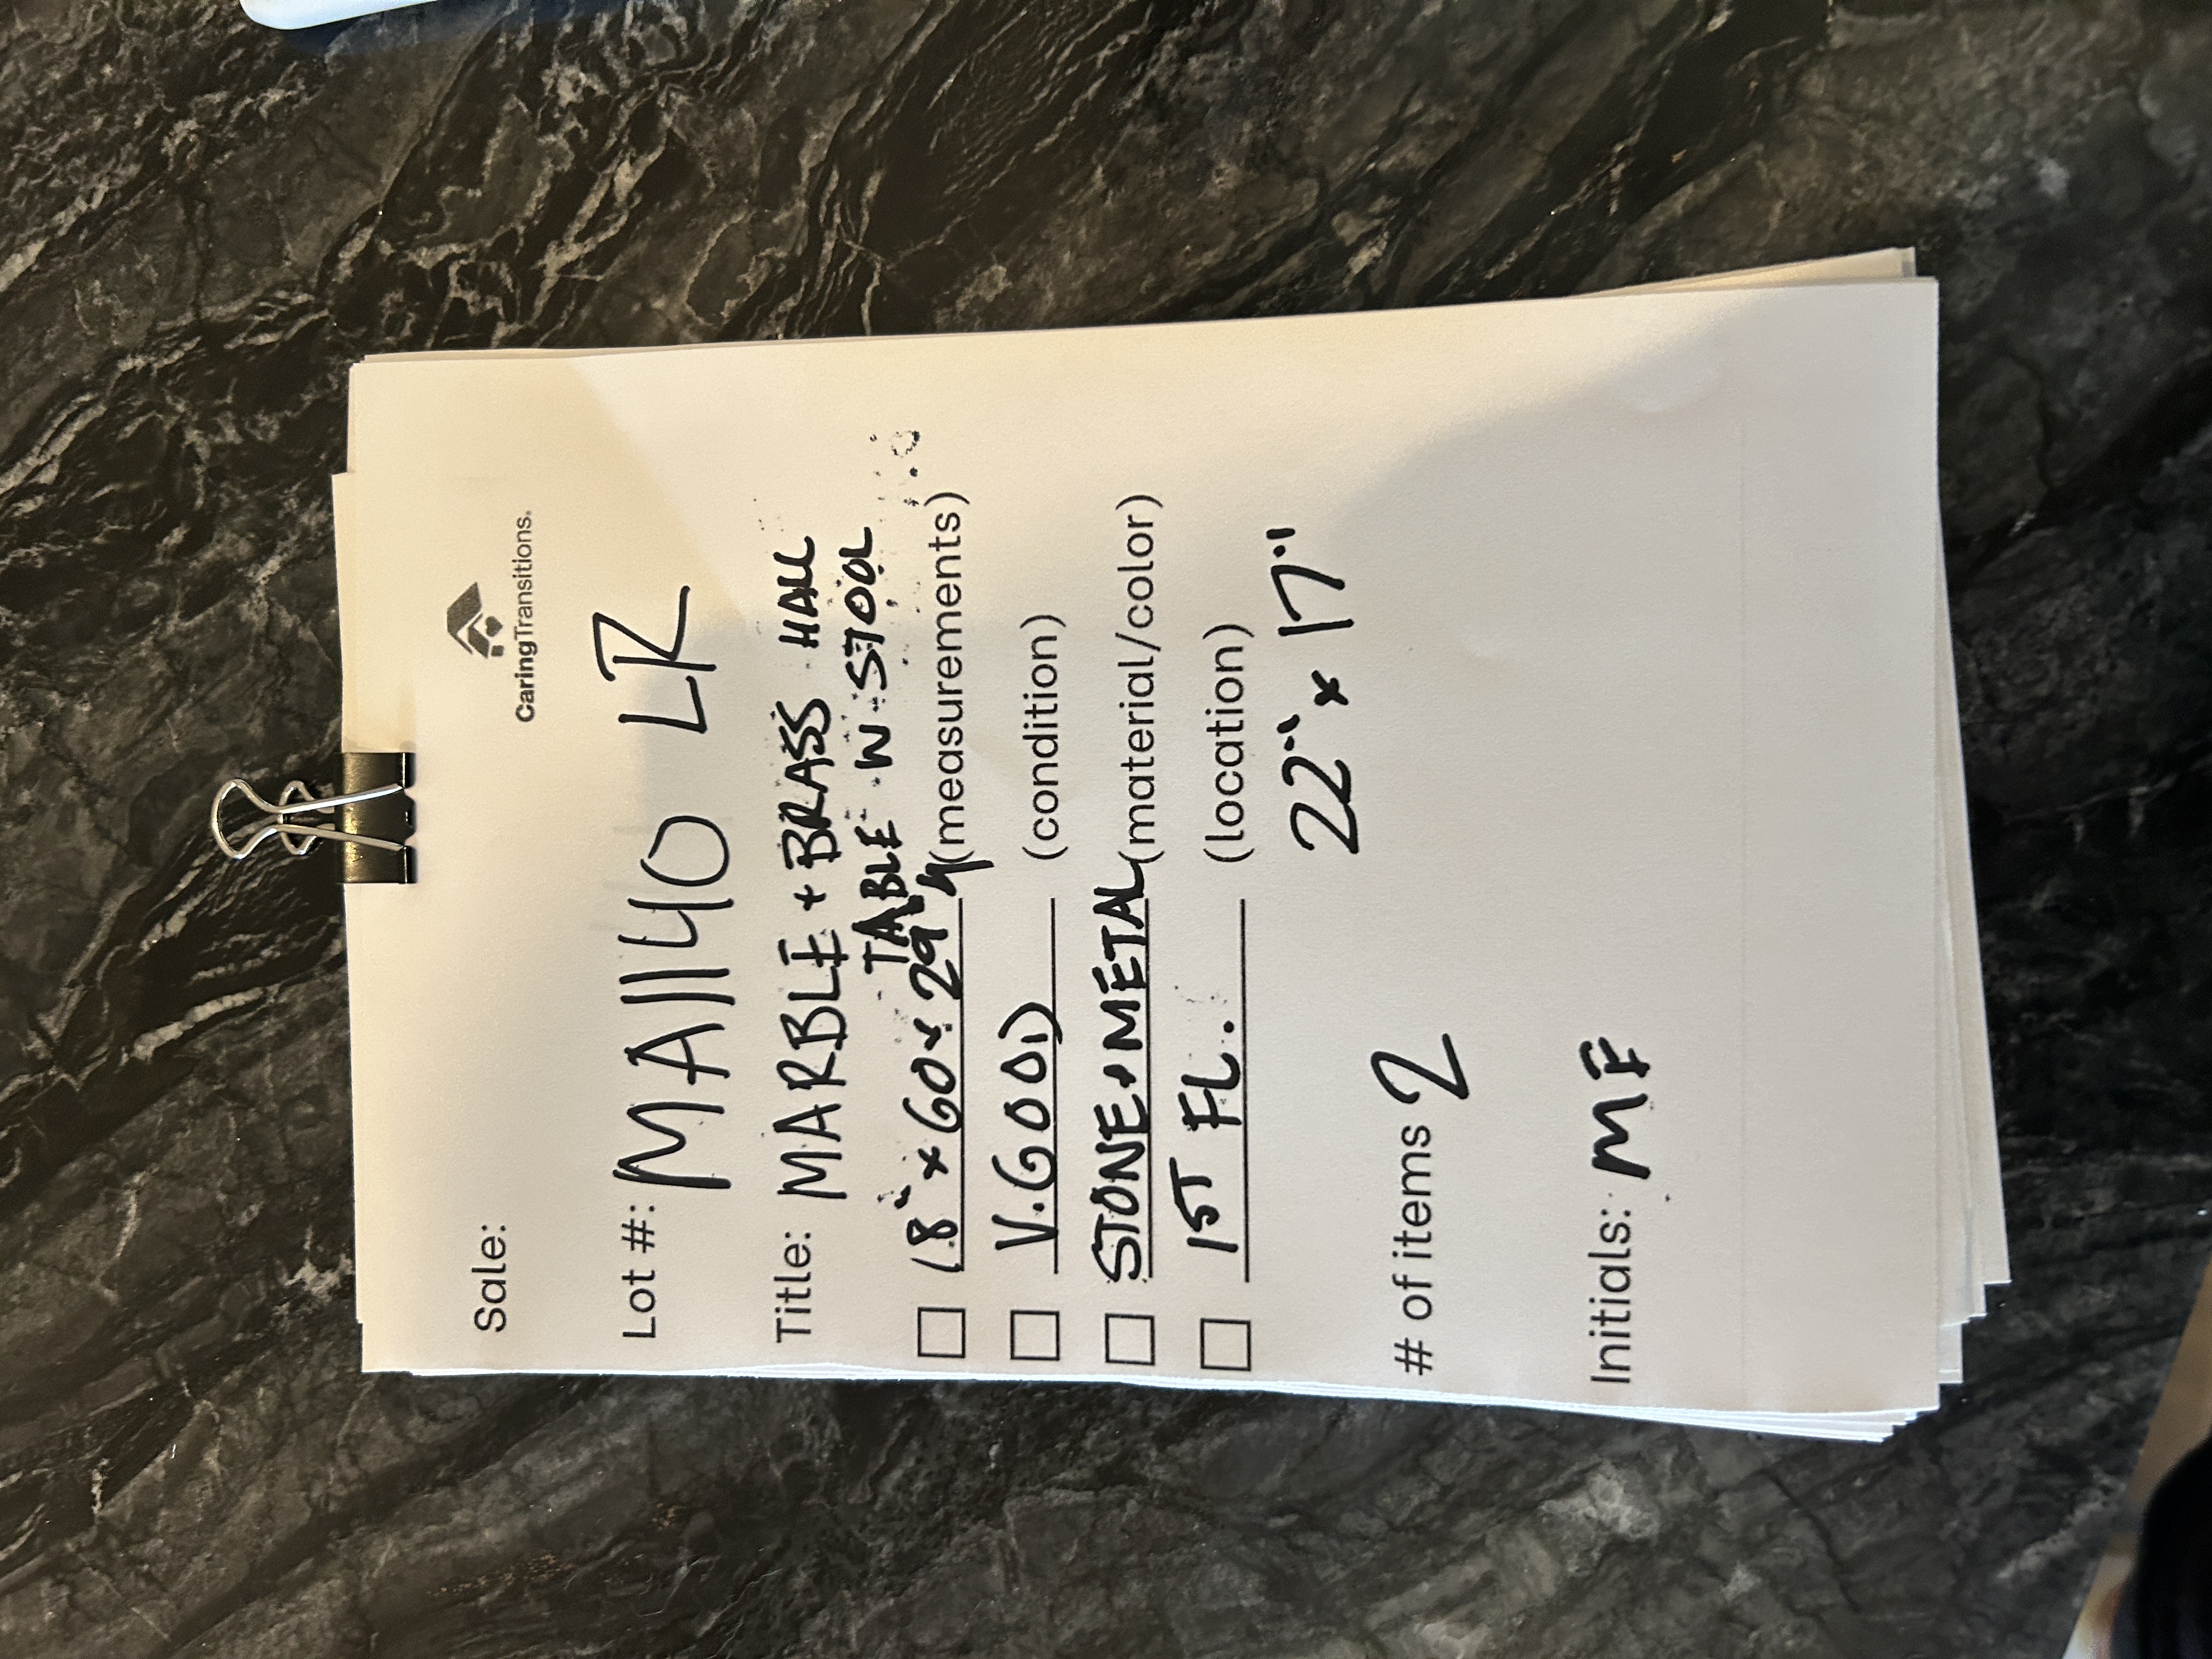 CaringTransitions.
Sale:
Lot #: MA1140 LR
Title: MARBLE + BRASS HALL
TABLE W STOOL
18" x 60 x 29 (measurements)
V. GOOD (condition)
STONE + METAL (material/color)
1ST FL. (location)
22" x 17"
# of items 2
Initials: MF